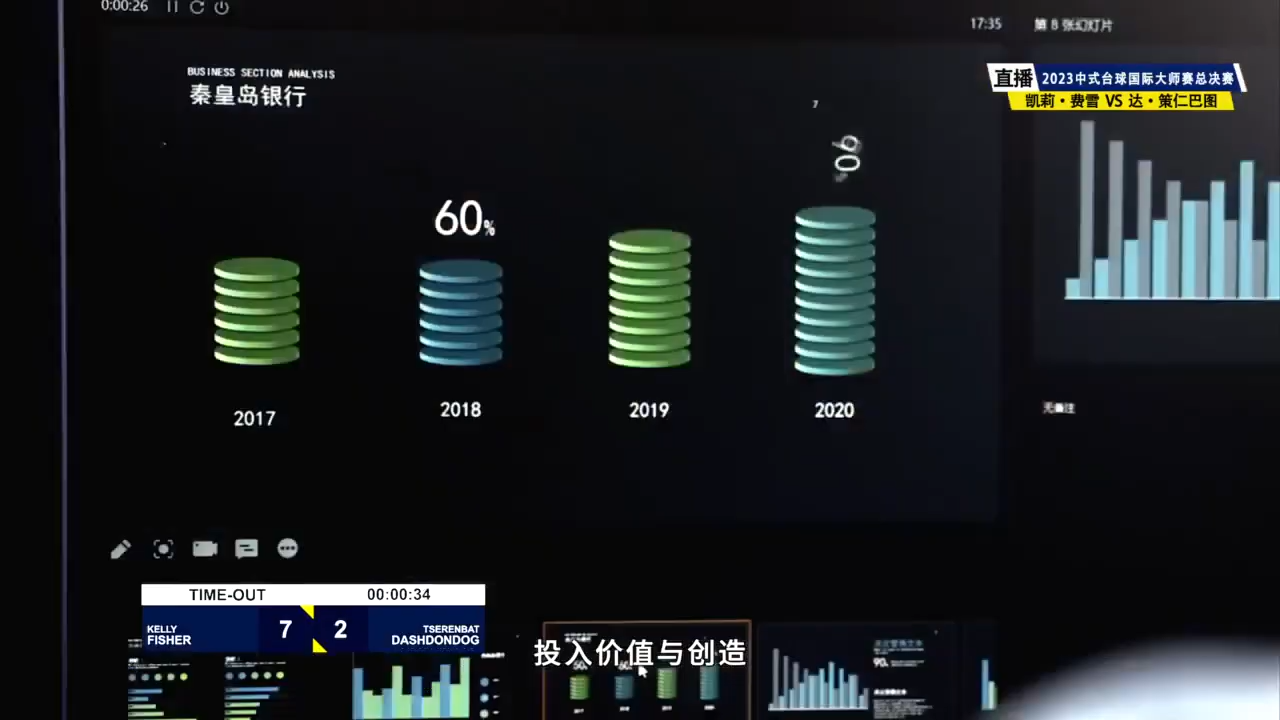 0:00:26
17:35
第 8 张幻灯片
直播
2023中式台球国际大师赛总决赛
凯莉·费雪 VS 达·策仁巴图
BUSINESS SECTION ANALYSIS
秦皇岛银行
7
60%
90
2017
2018
2019
2020
无备注
TIME-OUT 00:00:34
KELLY FISHER 7 2 TSERENBAT DASHDONDOG
投入价值与创造